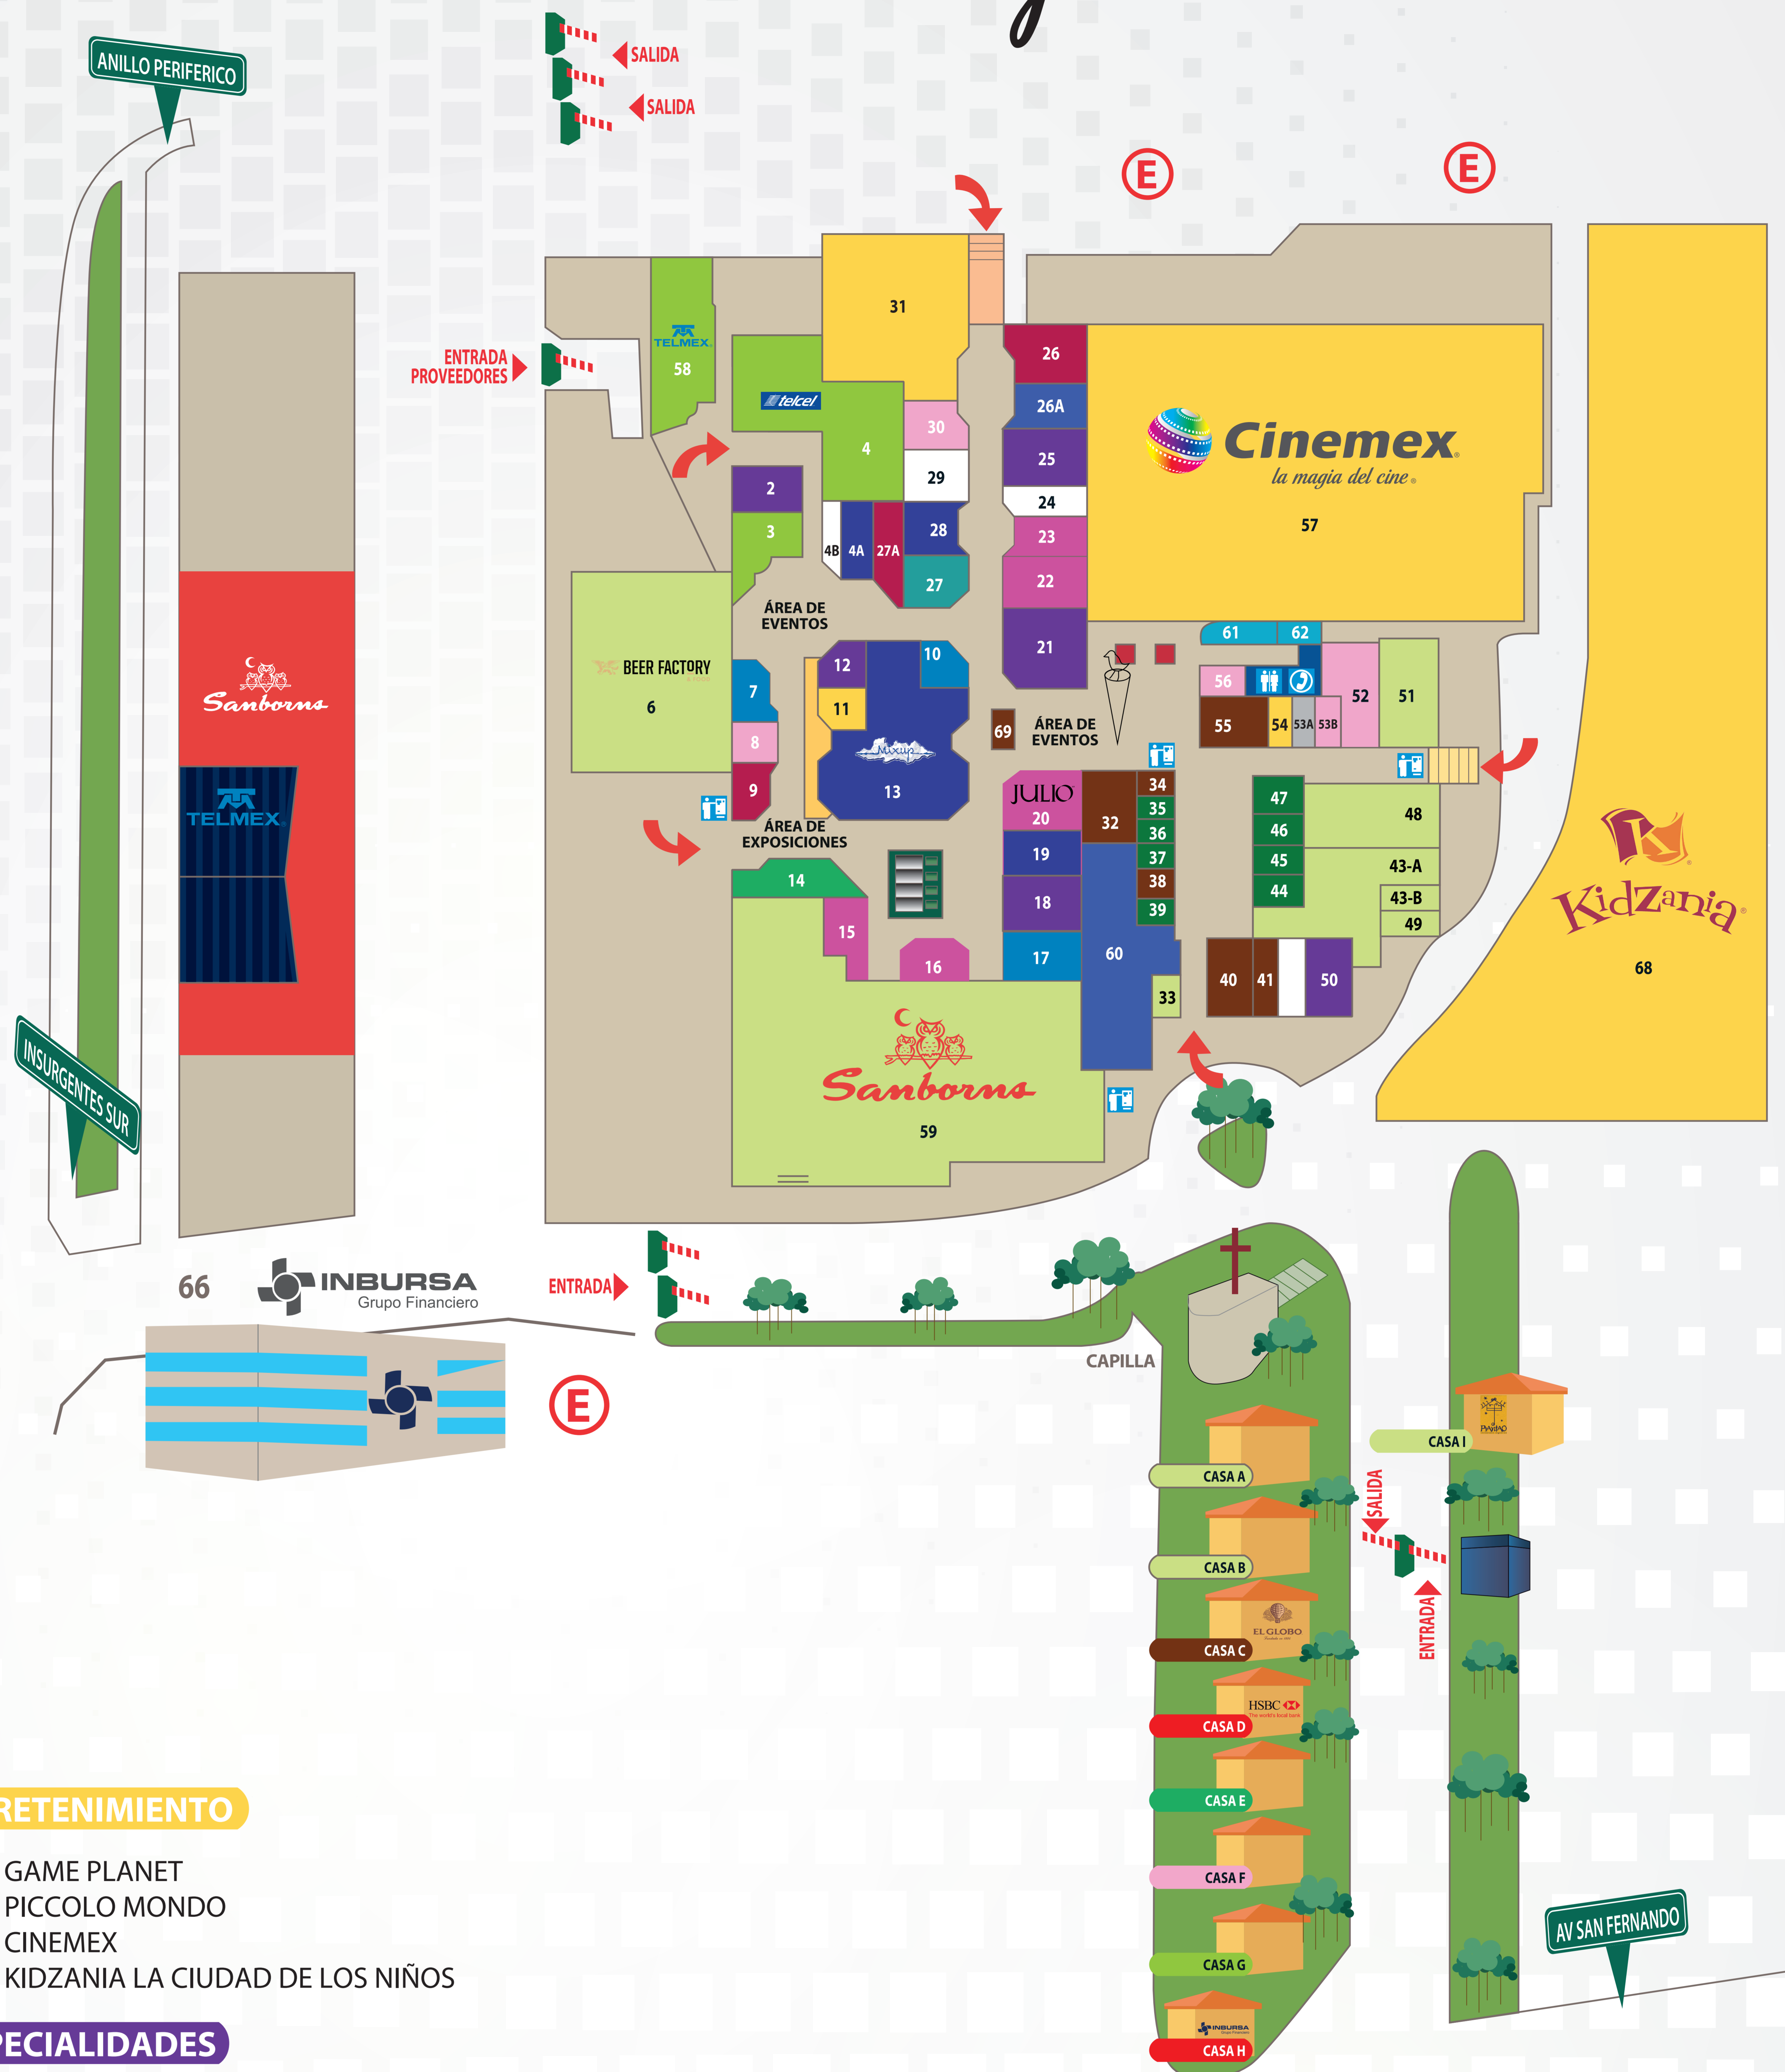 ANILLO PERIFERICO
SALIDA
SALIDA
E
E
ENTRADA
PROVEEDORES
TELMEX
58
telcel
4
31
30
29
28
27
27A
4A
4B
2
3
26
26A
25
24
23
22
21
Cinemex
la magia del cine
57
ÁREA DE
EVENTOS
BEER FACTORY
6
7
8
9
12
10
11
Mixup
13
61
62
56
52
51
55
54
53A
53B
69
ÁREA DE
EVENTOS
Sanborns
TELMEX
ÁREA DE
EXPOSICIONES
14
15
16
JULIO
20
19
18
17
32
34
35
36
37
38
39
60
33
47
46
45
44
48
43-A
43-B
49
40
41
50
KidZania
68
Sanborns
59
INSURGENTES SUR
66
INBURSA
Grupo Financiero
ENTRADA
E
CAPILLA
CASA A
CASA B
EL GLOBO
CASA C
HSBC
The world's local bank
CASA D
CASA E
CASA F
CASA G
INBURSA
Grupo Financiero
CASA H
CASA I
SALIDA
ENTRADA
AV SAN FERNANDO
RETENIMIENTO
GAME PLANET
PICCOLO MONDO
CINEMEX
KIDZANIA LA CIUDAD DE LOS NIÑOS
PECIALIDADES